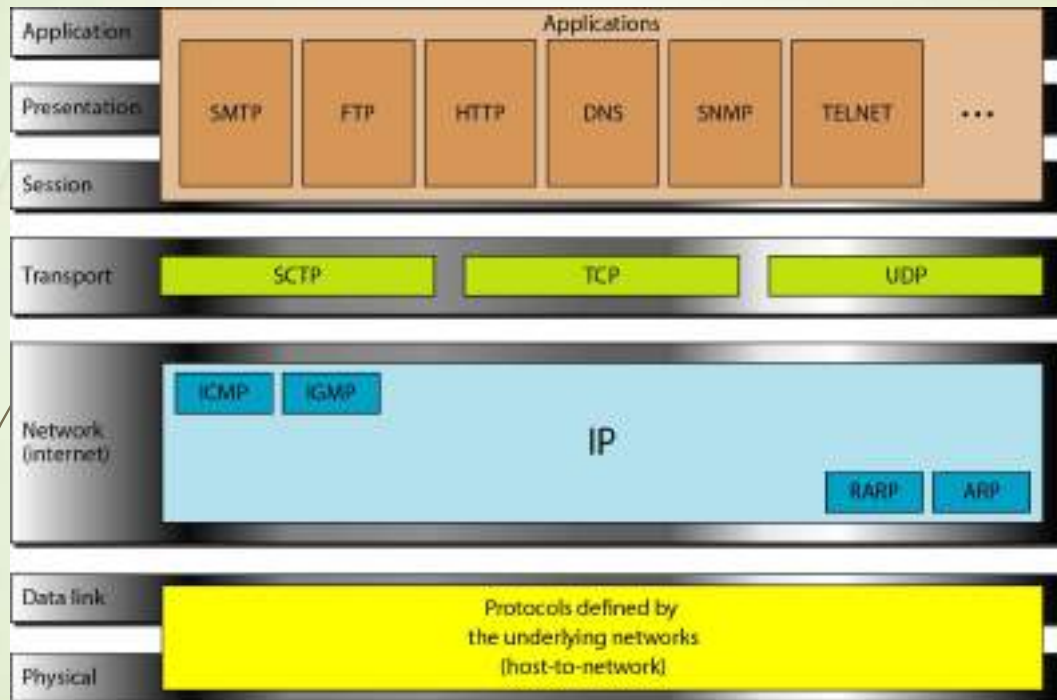 Application
Applications
Presentation
SMTP
FTP
HTTP
DNS
SNMP
TELNET
...
Session
Transport
SCTP
TCP
UDP
ICMP
IGMP
Network
(internet)
IP
RARP
ARP
Data link
Protocols defined by
the underlying networks
(host-to-network)
Physical